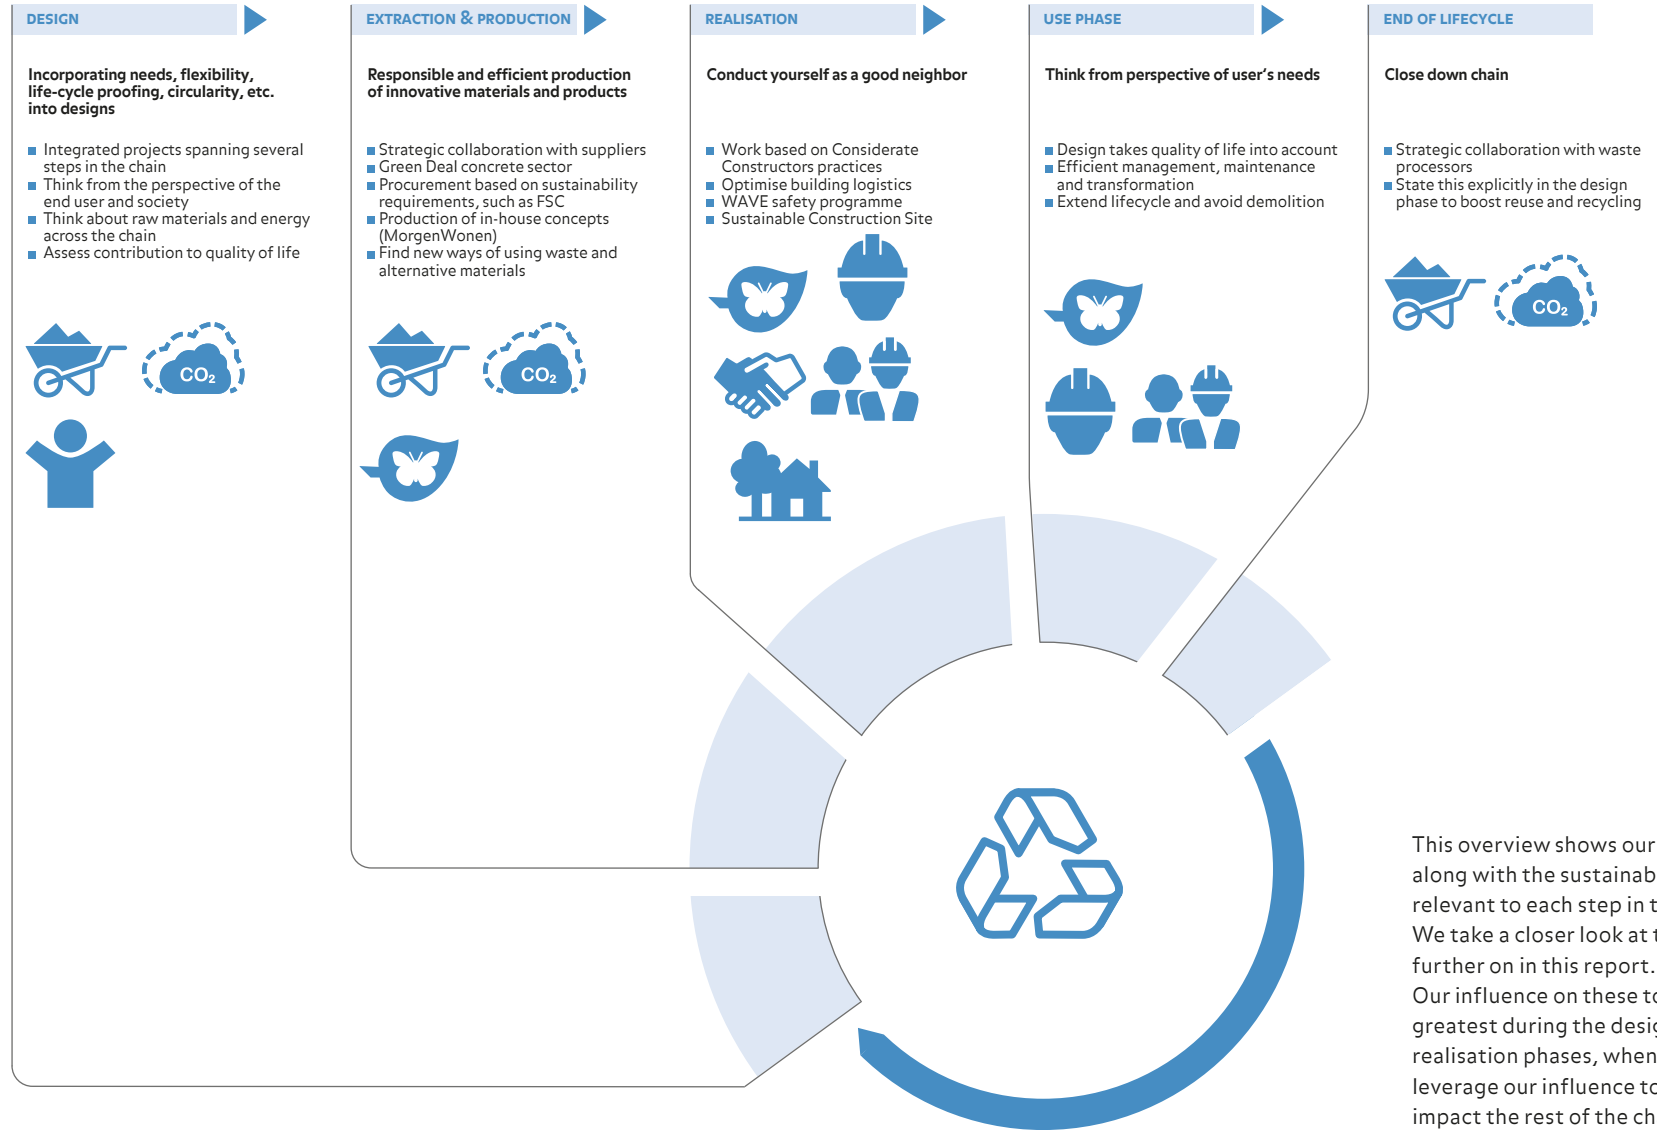 DESIGN
Incorporating needs, flexibility,
life-cycle proofing, circularity, etc.
into designs
Integrated projects spanning several
steps in the chain
Think from the perspective of the
end user and society
Think about raw materials and energy
across the chain
Assess contribution to quality of life
CO₂
EXTRACTION & PRODUCTION
Responsible and efficient production
of innovative materials and products
Strategic collaboration with suppliers
Green Deal concrete sector
Procurement based on sustainability
requirements, such as FSC
Production of in-house concepts
(MorgenWonen)
Find new ways of using waste and
alternative materials
CO₂
REALISATION
Conduct yourself as a good neighbor
Work based on Considerate
Constructors practices
Optimise building logistics
WAVE safety programme
Sustainable Construction Site
USE PHASE
Think from perspective of user's needs
Design takes quality of life into account
Efficient management, maintenance
and transformation
Extend lifecycle and avoid demolition
END OF LIFECYCLE
Close down chain
Strategic collaboration with waste
processors
State this explicitly in the design
phase to boost reuse and recycling
CO₂
This overview shows our
along with the
relevant to each step in
We take a closer look at
further on in this report.
Our influence on these
greatest during the
realisation phases, when
leverage our influence to
impact the rest of the